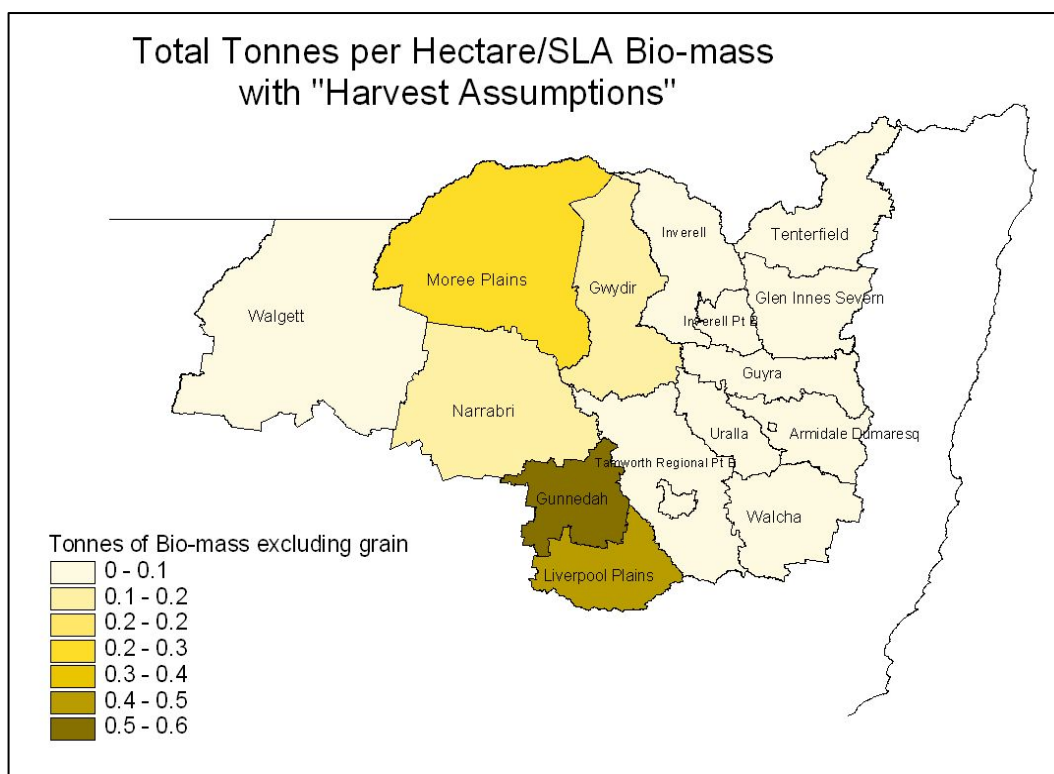 Total Tonnes per Hectare/SLA Bio-mass
with "Harvest Assumptions"
Tenterfield
Inverell
Moree Plains
Gwydir
Glen Innes Severn
Walgett
Inverell Pt B
Guyra
Narrabri
Uralla
Armidale Dumaresq
Tamworth Regional Pt B
Gunnedah
Walcha
Liverpool Plains
Tonnes of Bio-mass excluding grain
0 - 0.1
0.1 - 0.2
0.2 - 0.2
0.2 - 0.3
0.3 - 0.4
0.4 - 0.5
0.5 - 0.6